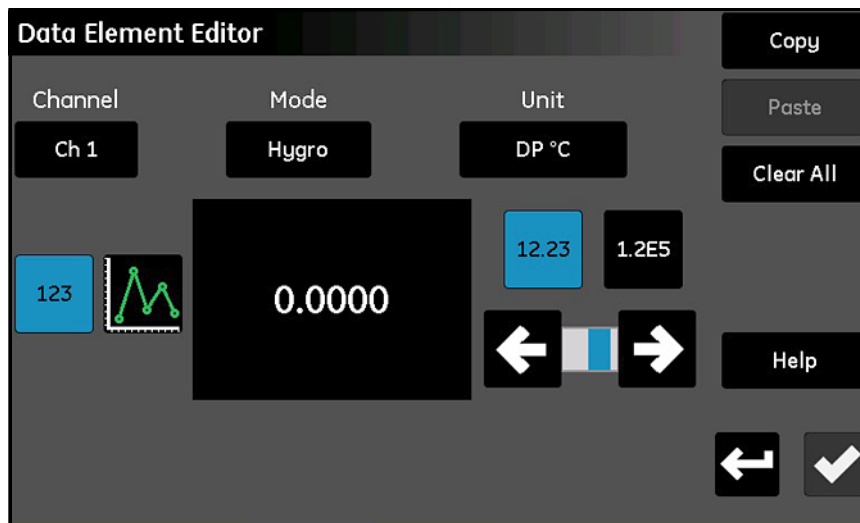 Data Element Editor
Copy
Channel
Mode
Unit
Paste
Ch 1
Hygro
DP °C
Clear All
12.23
1.2E5
123
0.0000
Help